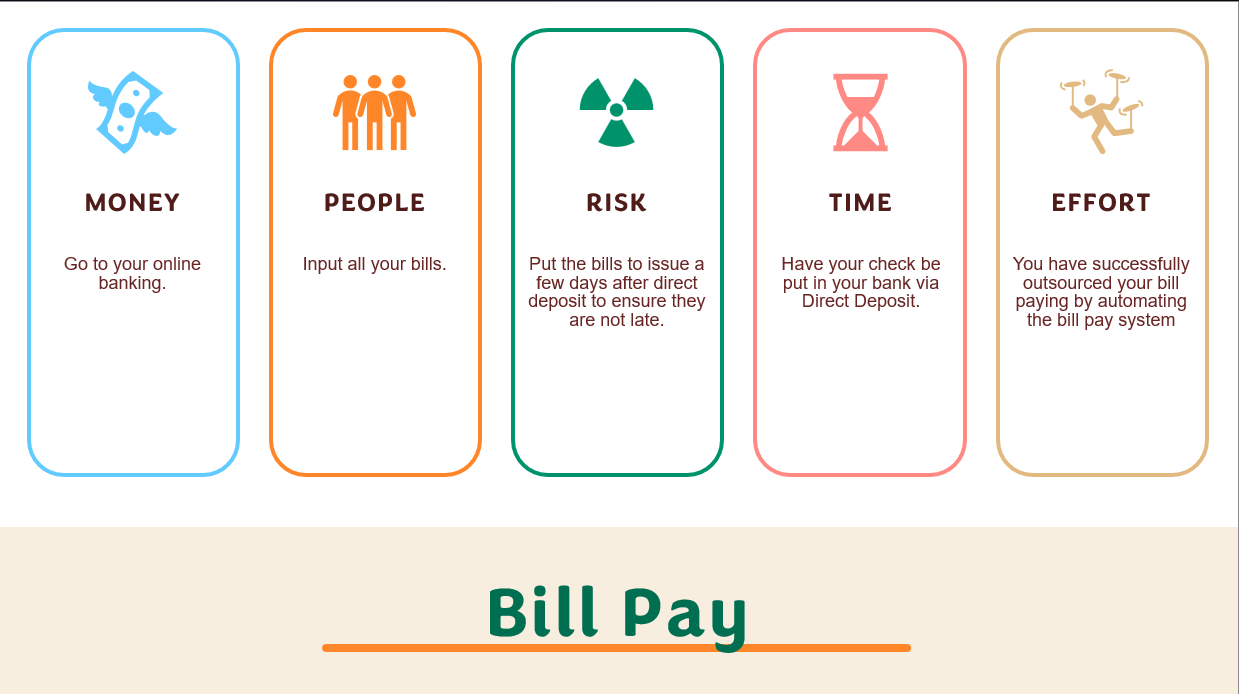 MONEY
Go to your online
banking.
PEOPLE
Input all your bills.
RISK
Put the bills to issue a
few days after direct
deposit to ensure they
are not late.
TIME
Have your check be
put in your bank via
Direct Deposit.
EFFORT
You have successfully
outsourced your bill
paying by automating
the bill pay system
Bill Pay